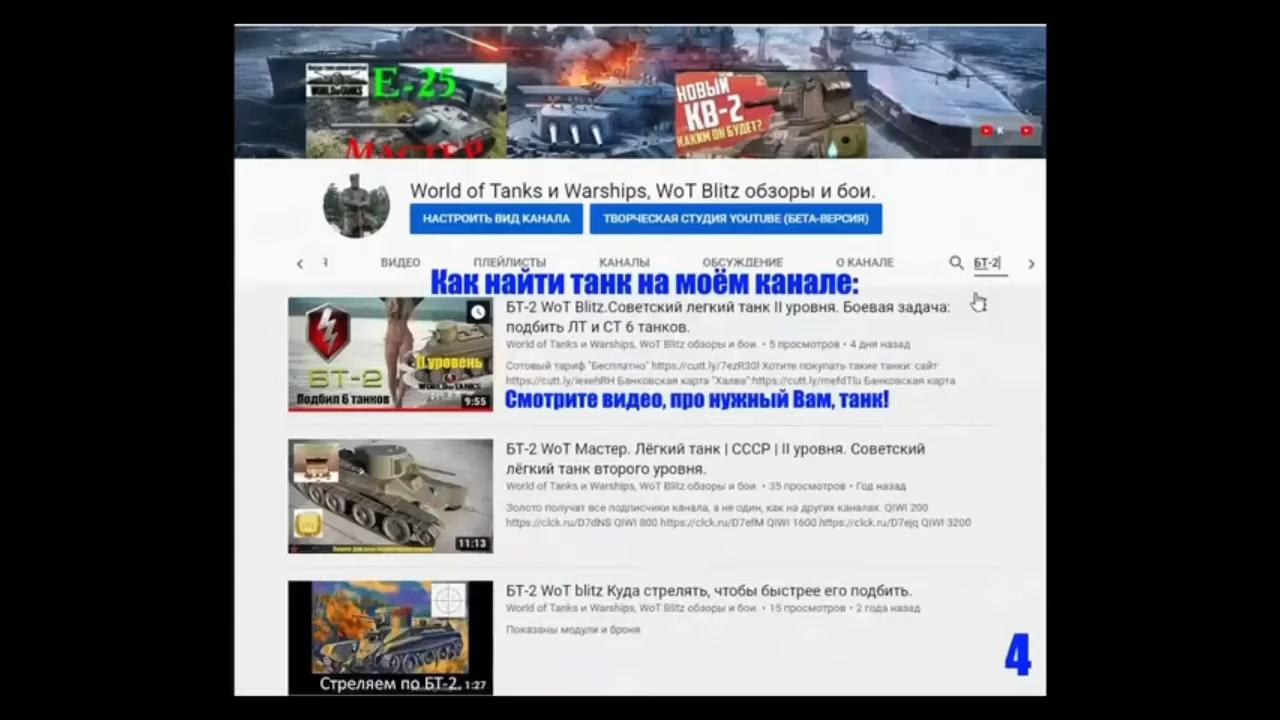 E-25
МАСТЕР
НОВЫЙ
КВ-2
КАКИМ ОН БУДЕТ?
К
World of Tanks и Warships, WoT Blitz обзоры и бои.
НАСТРОИТЬ ВИД КАНАЛА
ТВОРЧЕСКАЯ СТУДИЯ YOUTUBE (БЕТА-ВЕРСИЯ)
Я ВИДЕО ПЛЕЙЛИСТЫ КАНАЛЫ ОБСУЖДЕНИЕ О КАНАЛЕ БТ-2
Как найти танк на моём канале:
БТ-2 WoT Blitz.Советский легкий танк II уровня. Боевая задача:
подбить ЛТ и СТ 6 танков.
World of Tanks и Warships, WoT Blitz обзоры и бои. • 5 просмотров • 4 дня назад
Сотовый тариф "Бесплатно" https://cutt.ly/7ezR30l Хотите покупать такие танки: сайт
https://cutt.ly/iexehRH Банковская карта "Халва":https://cutt.ly/mefdTlu Банковская карта
II уровень
БТ-2
WORLD OF TANKS
Подбил 6 танков
9:55
Смотрите видео, про нужный Вам, танк!
БТ-2 WoT Мастер. Лёгкий танк | СССР | II уровня. Советский
лёгкий танк второго уровня.
World of Tanks и Warships, WoT Blitz обзоры и бои. • 35 просмотров • Год назад
Золото получат все подписчики канала, а не один, как на других каналах. QIWI 200
https://clck.ru/D7dNS QIWI 800 https://clck.ru/D7efM QIWI 1600 https://clck.ru/D7ejq QIWI 3200
11:13
БТ-2 WoT blitz Куда стрелять, чтобы быстрее его подбить.
World of Tanks и Warships, WoT Blitz обзоры и бои. • 15 просмотров • 2 года назад
Показаны модули и броня
Стреляем по БТ-2.
1:27
4